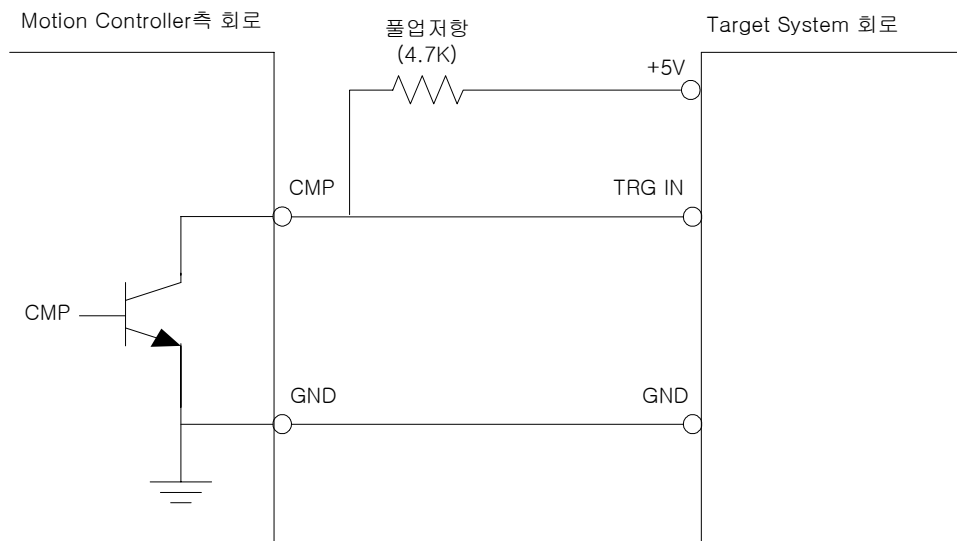 Motion Controller측 회로
풀업저항
(4.7K)
Target System 회로
+5V
CMP
TRG IN
CMP
GND
GND